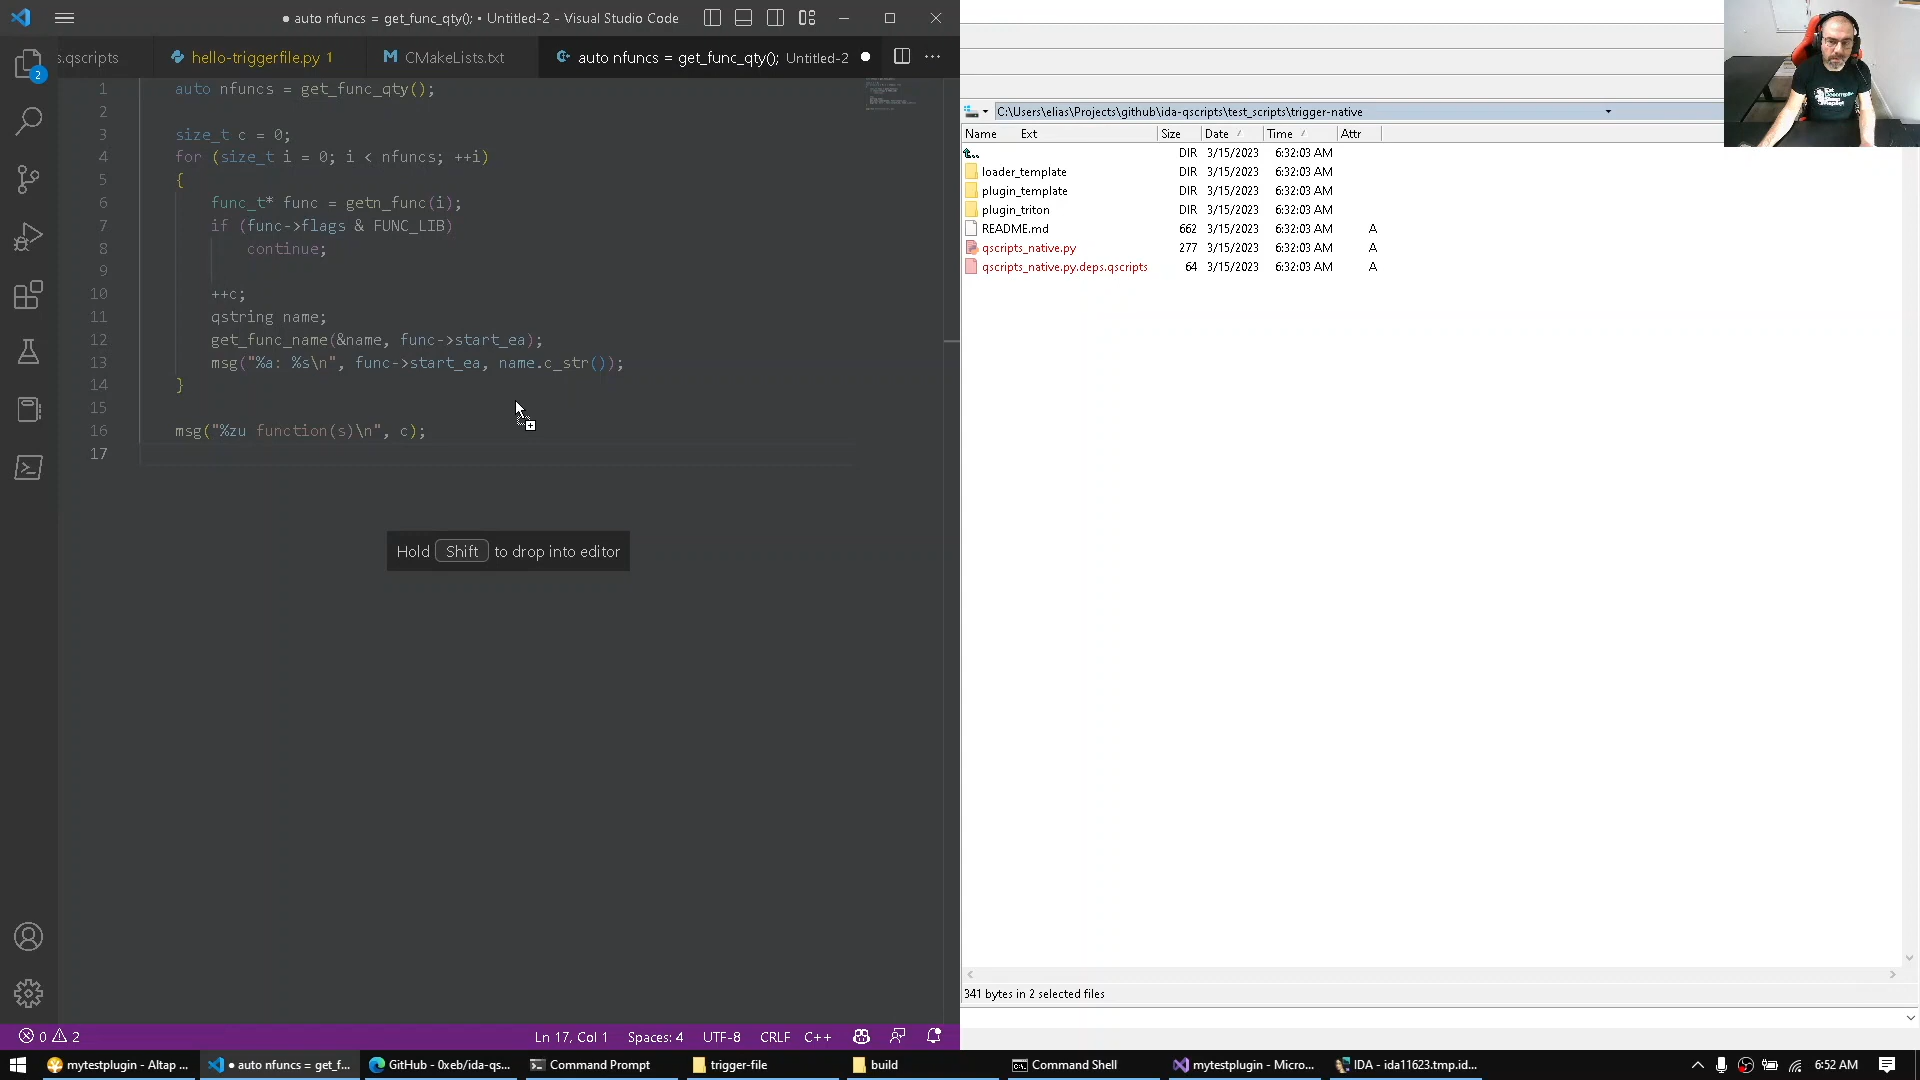 ● auto nfuncs = get_func_qty(); • Untitled-2 - Visual Studio Code
s.qscripts
hello-triggerfile.py 1
CMakeLists.txt
auto nfuncs = get_func_qty(); Untitled-2
2
1 auto nfuncs = get_func_qty();
2
3 size_t c = 0;
4 for (size_t i = 0; i < nfuncs; ++i)
5 {
6 func_t* func = getn_func(i);
7 if (func->flags & FUNC_LIB)
8 continue;
9
10 ++c;
11 qstring name;
12 get_func_name(&name, func->start_ea);
13 msg("%a: %s\n", func->start_ea, name.c_str());
14 }
15
16 msg("%zu function(s)\n", c);
17
Hold Shift to drop into editor
0 2
Ln 17, Col 1 Spaces: 4 UTF-8 CRLF C++
C:\Users\elias\Projects\github\ida-qscripts\test_scripts\trigger-native
Name Ext Size Date Time Attr
..  DIR 3/15/2023 6:32:03 AM
loader_template DIR 3/15/2023 6:32:03 AM
plugin_template DIR 3/15/2023 6:32:03 AM
plugin_triton DIR 3/15/2023 6:32:03 AM
README.md 662 3/15/2023 6:32:03 AM A
qscripts_native.py 277 3/15/2023 6:32:03 AM A
qscripts_native.py.deps.qscripts 64 3/15/2023 6:32:03 AM A
341 bytes in 2 selected files
mytestplugin - Altap ...
● auto nfuncs = get_f...
GitHub - 0xeb/ida-qs...
Command Prompt
trigger-file
build
Command Shell
mytestplugin - Micro...
IDA - ida11623.tmp.id...
6:52 AM